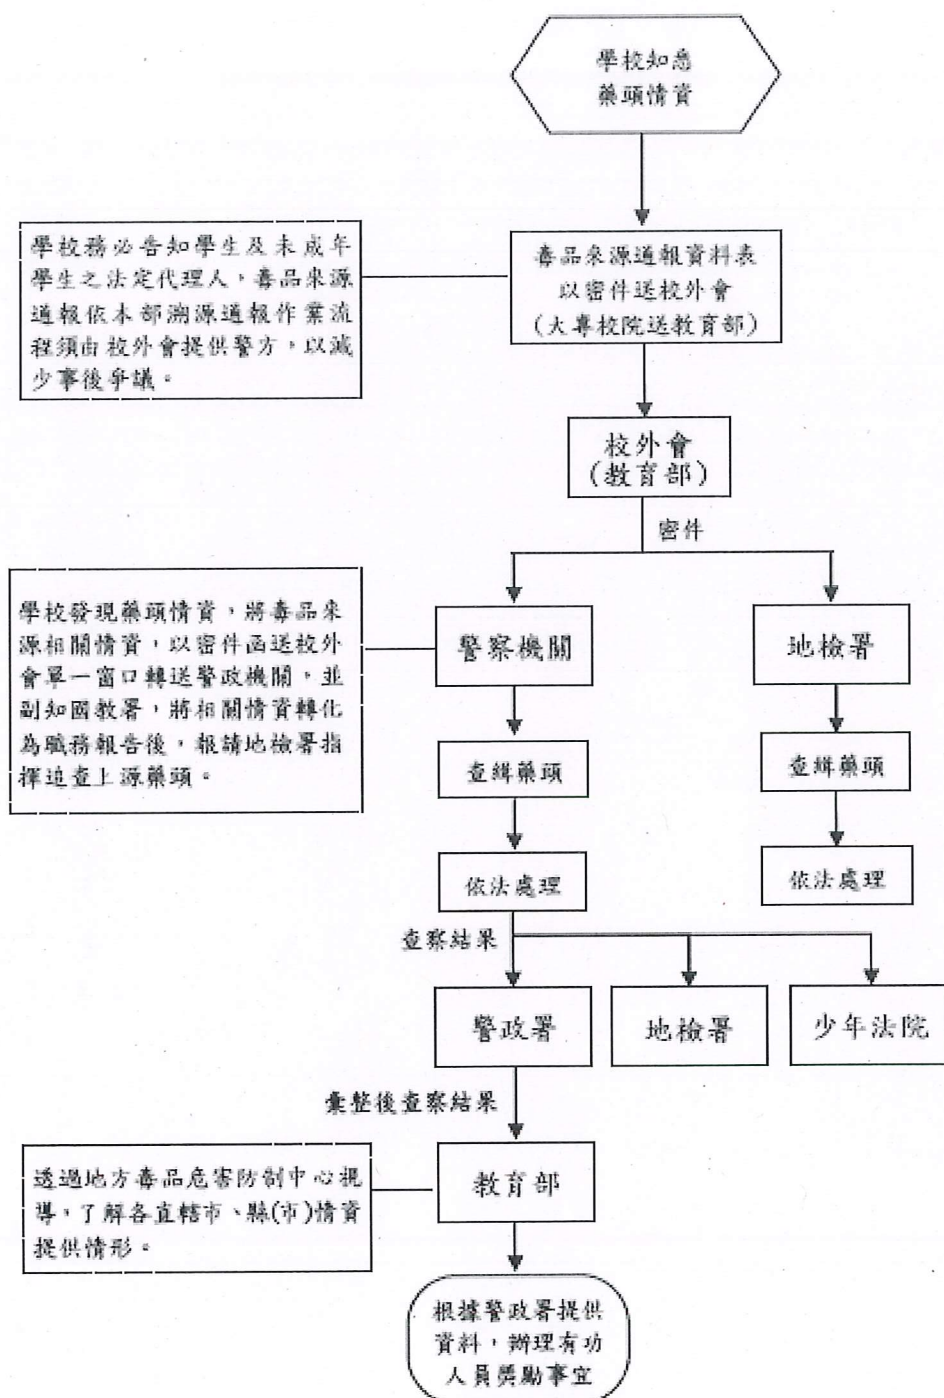 學校知悉
藥頭情資
學校務必告知學生及未成年
學生之法定代理人，毒品來源
通報依本部溯源通報作業流
程須由校外會提供警方，以減
少事後爭議。
毒品來源通報資料表
以密件送校外會
(大專校院送教育部)
校外會
(教育部)
密件
學校發現藥頭情資，將毒品來
源相關情資，以密件函送校外
會單一窗口轉送警政機關，並
副知國教署，將相關情資轉化
為職務報告後，報請地檢署指
揮追查上源藥頭。
警察機關
地檢署
查緝藥頭
查緝藥頭
依法處理
依法處理
查察結果
警政署
地檢署
少年法院
彙整後查察結果
透過地方毒品危害防制中心視
導，了解各直轄市、縣(市)情資
提供情形。
教育部
根據警政署提供
資料，辦理有功
人員獎勵事宜